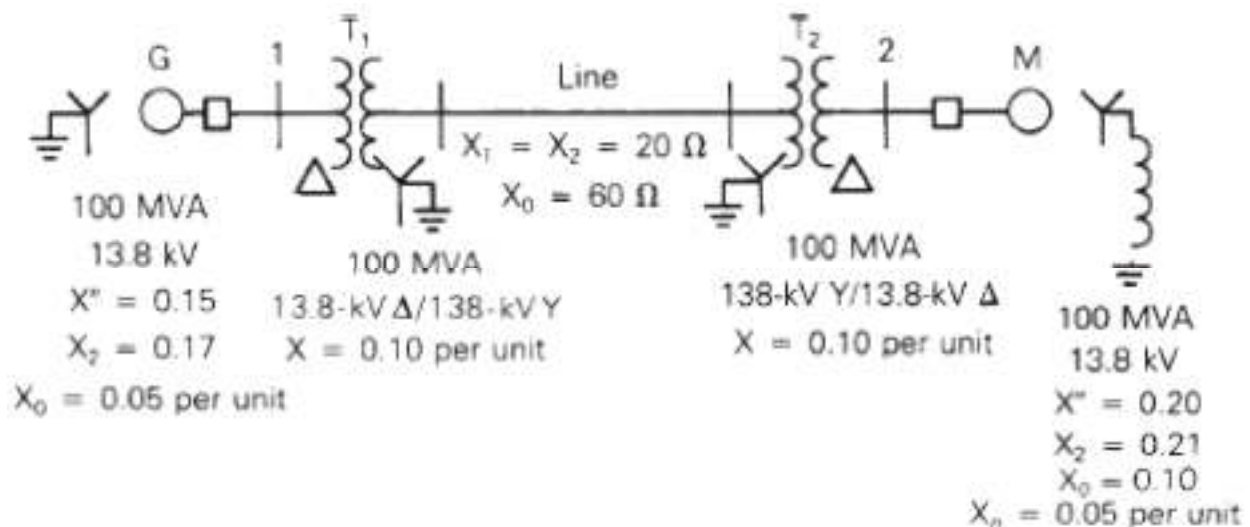 G
1
T₁
Line
T₂
2
M
X₁ = X₂ = 20 Ω
X₀ = 60 Ω
100 MVA
13.8 kV
X" = 0.15
X₂ = 0.17
X₀ = 0.05 per unit
100 MVA
13.8-kV Δ/138-kV Y
X = 0.10 per unit
100 MVA
138-kV Y/13.8-kV Δ
X = 0.10 per unit
100 MVA
13.8 kV
X" = 0.20
X₂ = 0.21
X₀ = 0.10
X₀ = 0.05 per unit